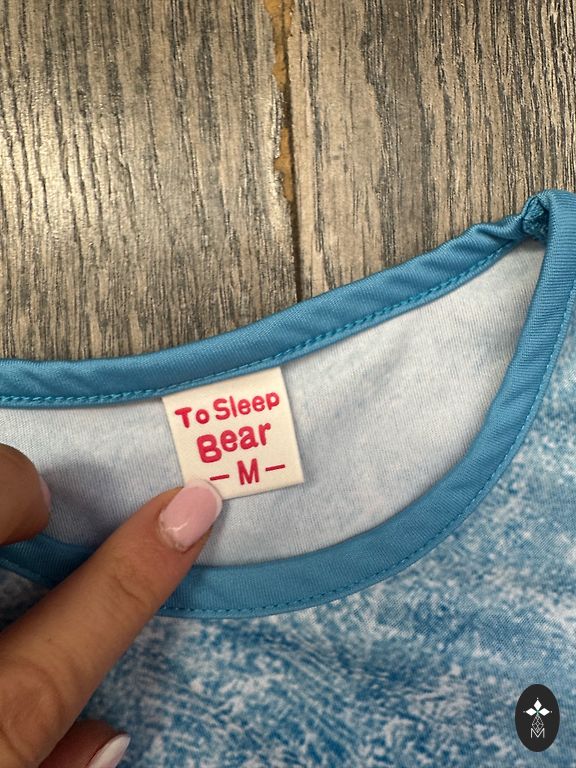 To Sleep
Bear
- M -